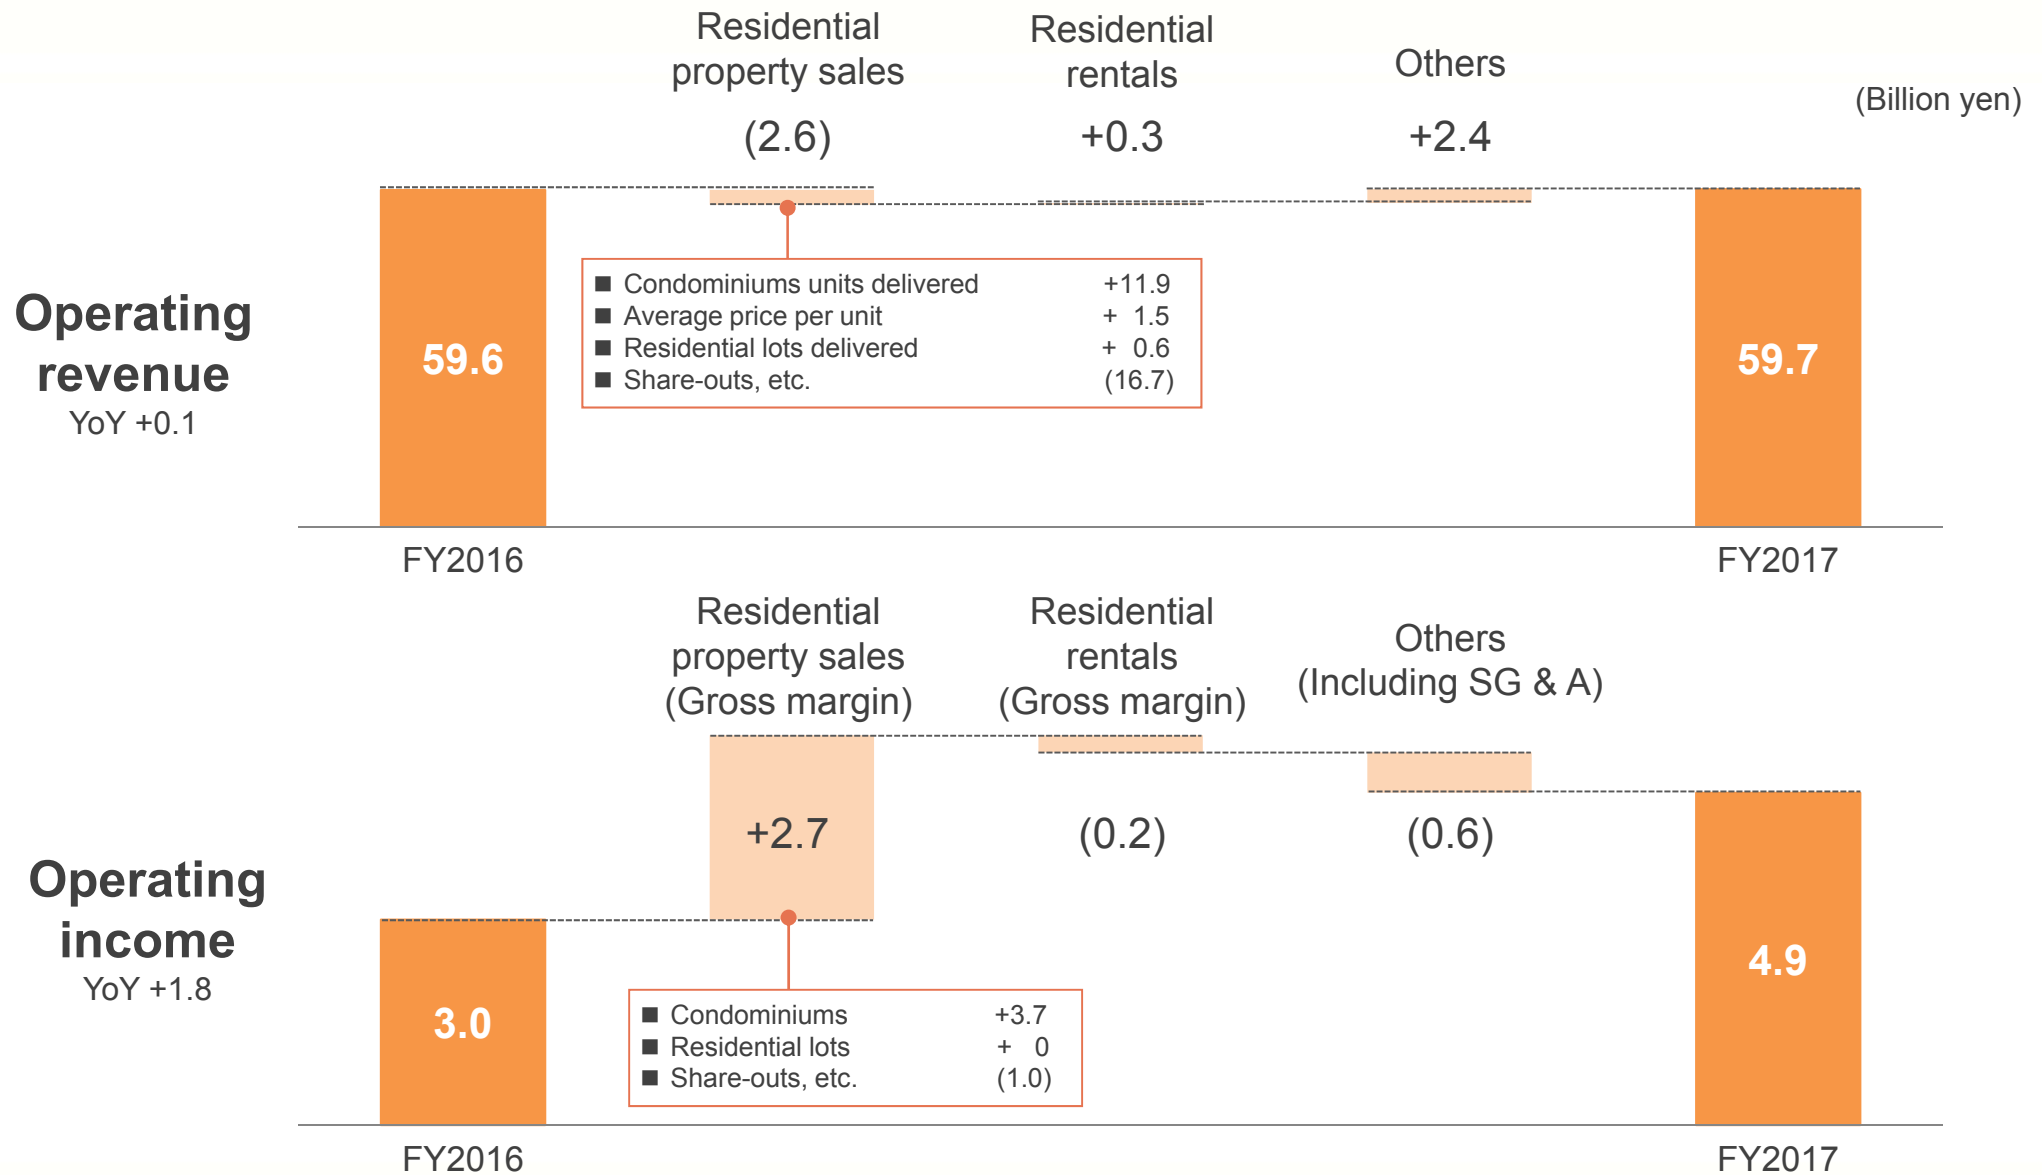 Residential
property sales
(2.6)
Residential
rentals
+0.3
Others
+2.4
(Billion yen)
Operating
revenue
YoY +0.1
59.6
■ Condominiums units delivered +11.9
■ Average price per unit + 1.5
■ Residential lots delivered + 0.6
■ Share-outs, etc. (16.7)
59.7
FY2016
FY2017
Residential
property sales
(Gross margin)
Residential
rentals
(Gross margin)
Others
(Including SG & A)
+2.7
(0.2)
(0.6)
Operating
income
YoY +1.8
3.0
■ Condominiums +3.7
■ Residential lots + 0
■ Share-outs, etc. (1.0)
4.9
FY2016
FY2017